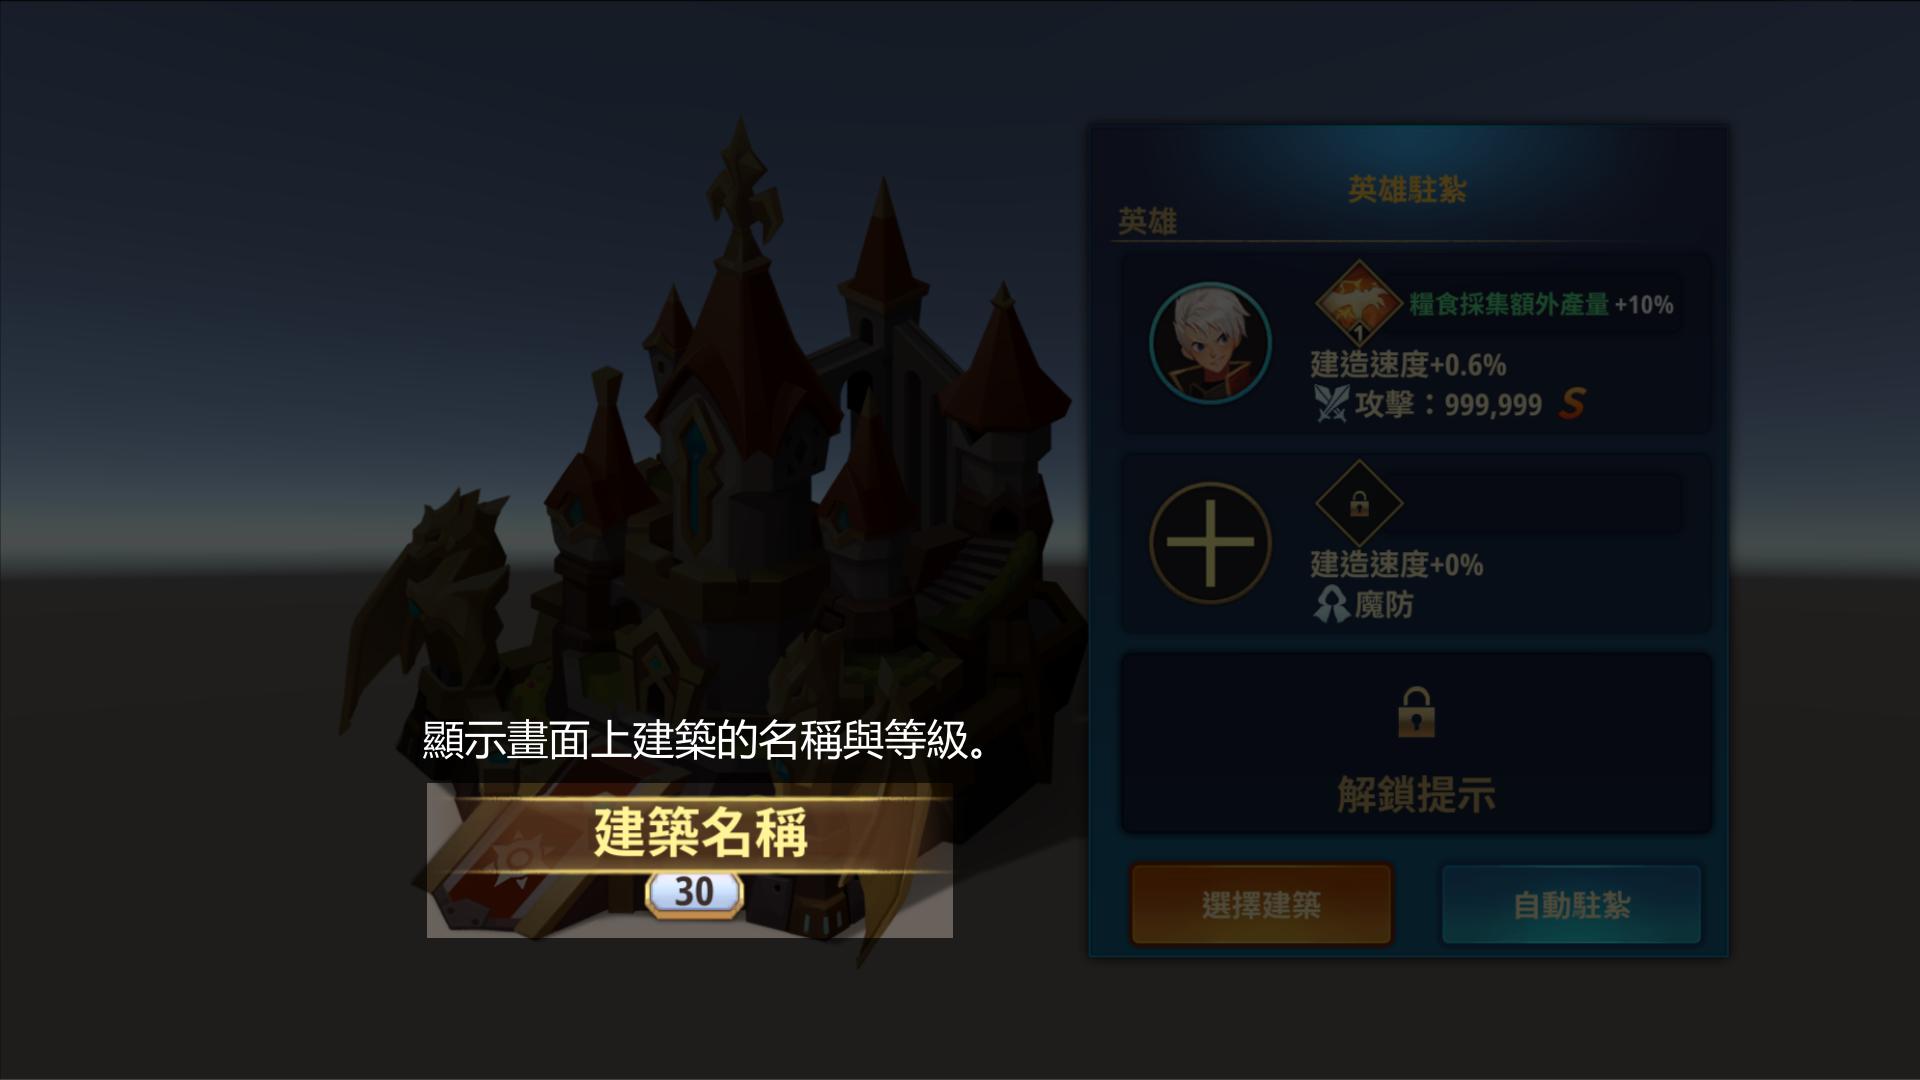 英雄駐紮
英雄
糧食採集額外產量 +10%
1
建造速度+0.6%
攻擊：999,999 S
建造速度+0%
魔防
解鎖提示
選擇建築
自動駐紮
顯示畫面上建築的名稱與等級。
建築名稱
30